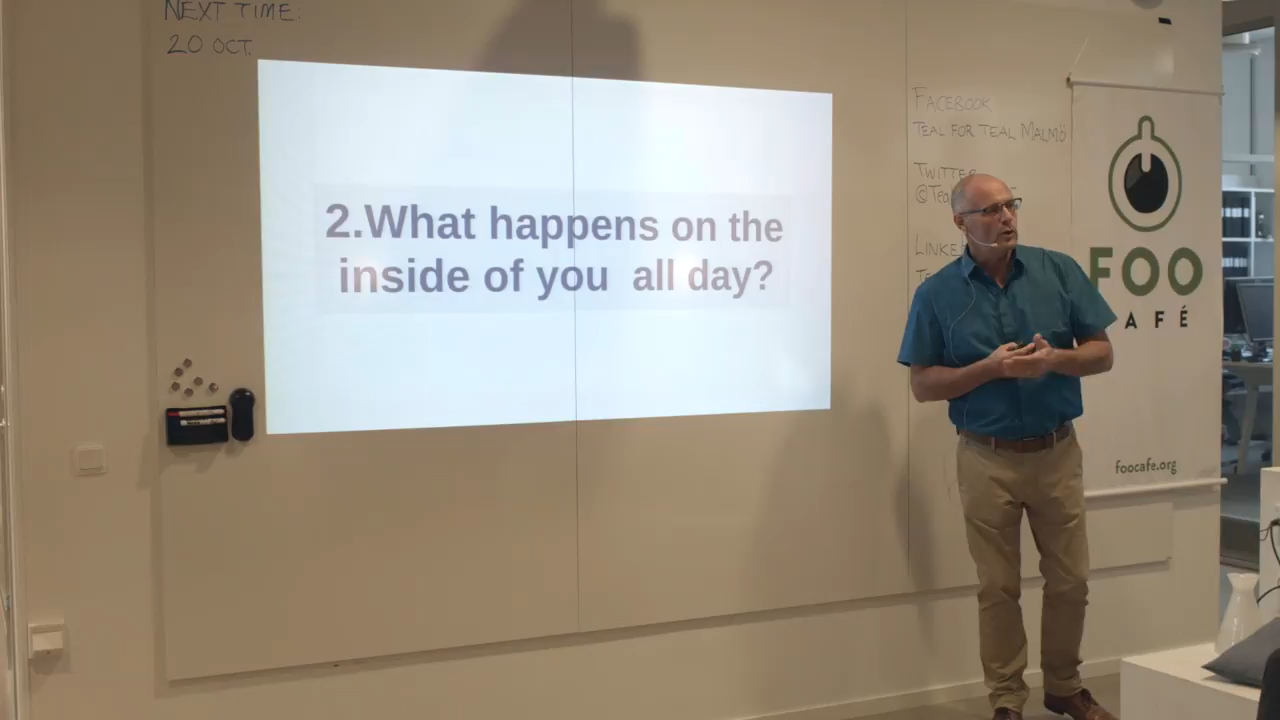 NEXT TIME:
20 OCT.
2.What happens on the
inside of you all day?
FACEBOOK
TEAL FOR TEAL MALMÖ
TWITTER
FOO
CAFÉ
foocafe.org